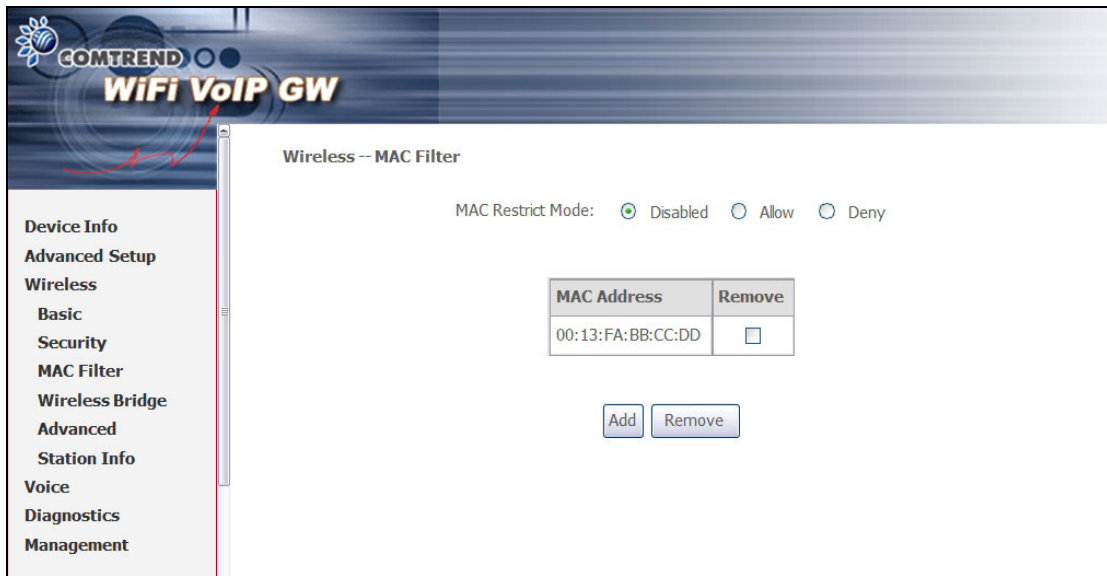 COMTREND
WiFi VoIP GW
Wireless -- MAC Filter
MAC Restrict Mode: Disabled Allow Deny
MAC Address Remove
00:13:FA:BB:CC:DD
Add Remove
Device Info
Advanced Setup
Wireless
Basic
Security
MAC Filter
Wireless Bridge
Advanced
Station Info
Voice
Diagnostics
Management